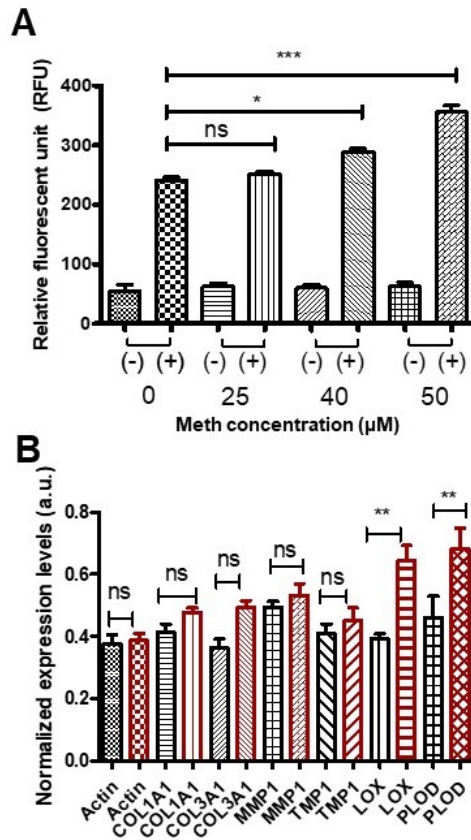 A
***
*
ns
Relative fluorescent unit (RFU)
400
300
200
100
0
(-) (+) (-) (+) (-) (+) (-) (+)
0 25 40 50
Meth concentration (µM)
B
Normalized expression levels (a.u.)
0.8
0.6
0.4
0.2
0.0
ns ns ns ns ns ** **
Actin Actin COL1A1 COL1A1 COL3A1 COL3A1 MMP1 MMP1 TMP1 TMP1 LOX LOX PLOD PLOD